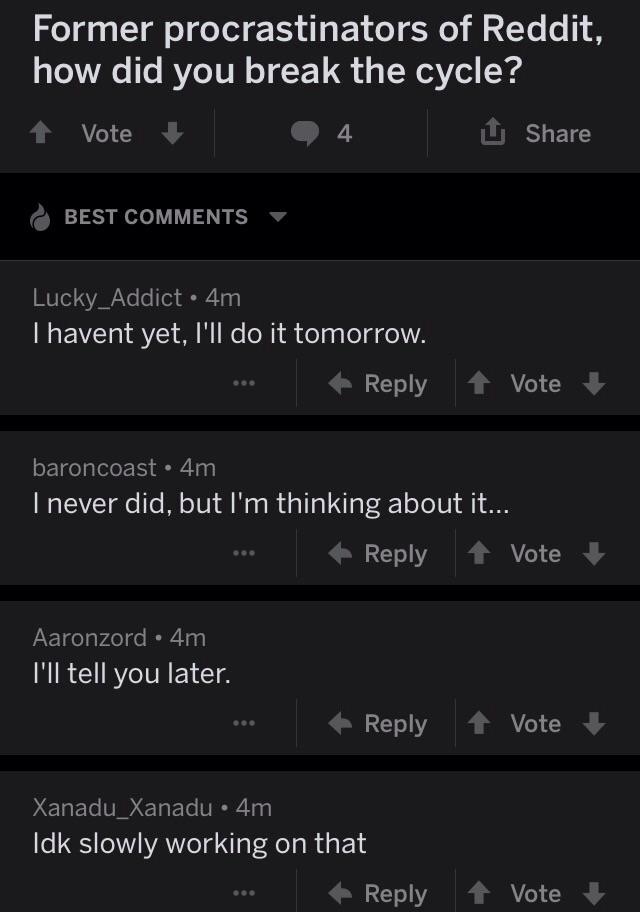 Former procrastinators of Reddit,
how did you break the cycle?
Vote 4 Share
BEST COMMENTS
Lucky_Addict • 4m
I havent yet, I'll do it tomorrow.
... Reply Vote
baroncoast • 4m
I never did, but I'm thinking about it...
... Reply Vote
Aaronzord • 4m
I'll tell you later.
... Reply Vote
Xanadu_Xanadu • 4m
Idk slowly working on that
... Reply Vote